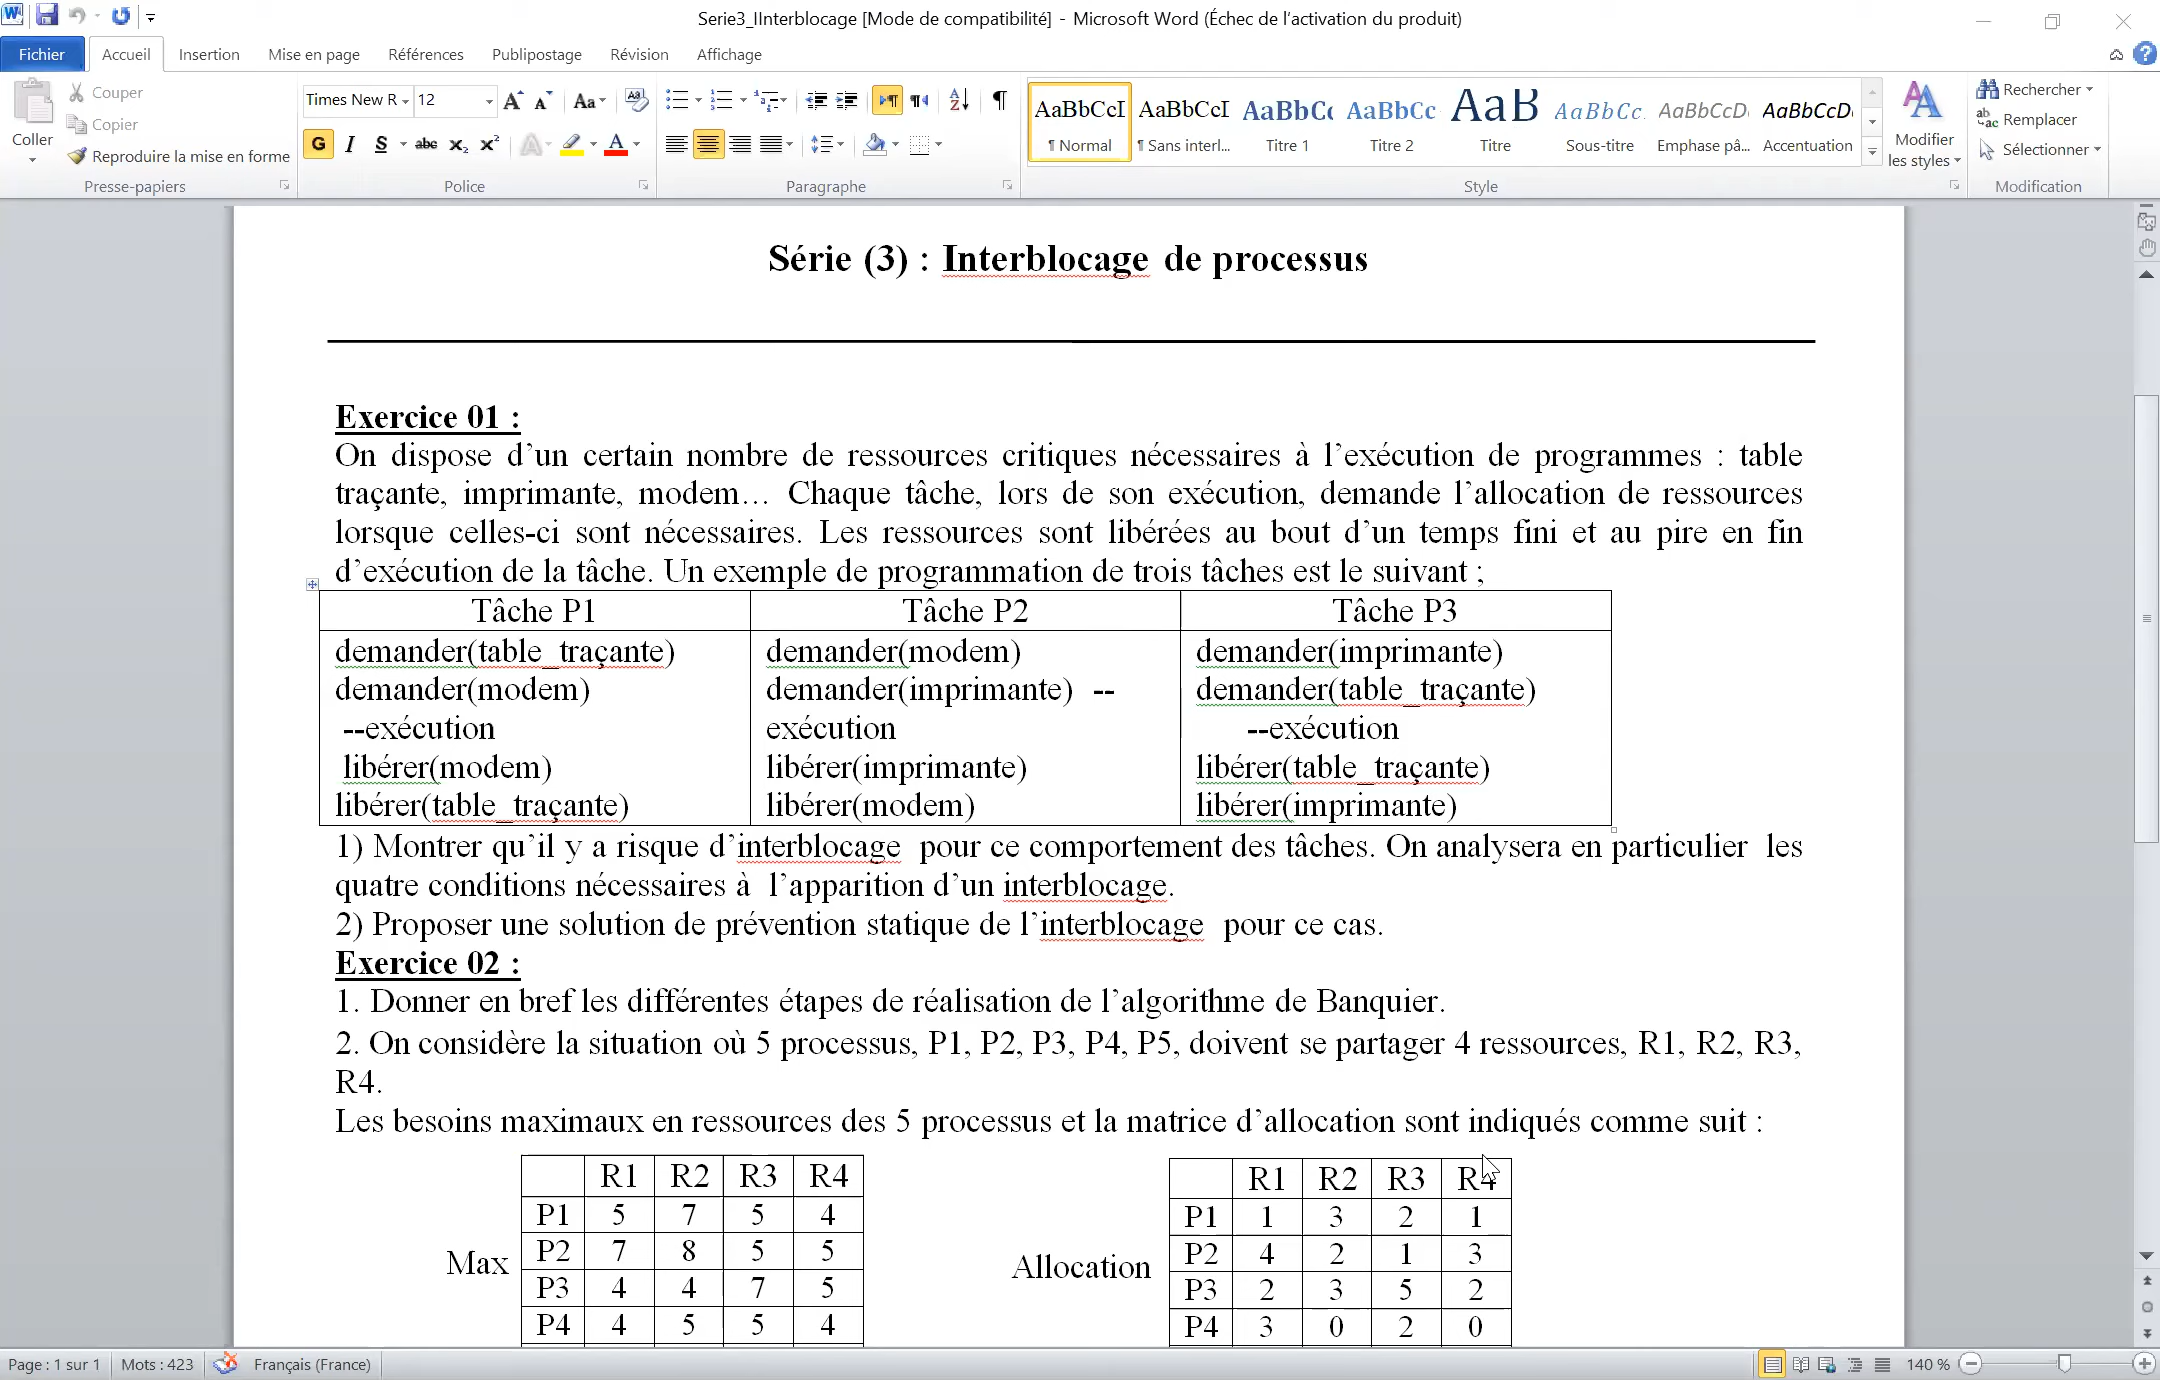 Serie3_IInterblocage [Mode de compatibilité] - Microsoft Word (Échec de l'activation du produit)
Fichier Accueil Insertion Mise en page Références Publipostage Révision Affichage
Coller
Couper
Copier
Reproduire la mise en forme
Presse-papiers
Times New R 12
Police
Paragraphe
AaBbCcI AaBbCcI AaBbCc AaBbCc AaB AaBbCc. AaBbCcD. AaBbCcD.
¶ Normal ¶ Sans interl... Titre 1 Titre 2 Titre Sous-titre Emphase pâ... Accentuation
Style
Modifier
les styles
Rechercher
Remplacer
Sélectionner
Modification
Série (3) : Interblocage de processus
Exercice 01 :
On dispose d'un certain nombre de ressources critiques nécessaires à l'exécution de programmes : table
traçante, imprimante, modem… Chaque tâche, lors de son exécution, demande l'allocation de ressources
lorsque celles-ci sont nécessaires. Les ressources sont libérées au bout d'un temps fini et au pire en fin
d'exécution de la tâche. Un exemple de programmation de trois tâches est le suivant ;
Tâche P1 Tâche P2 Tâche P3
demander(table_traçante) demander(modem) demander(imprimante)
demander(modem) demander(imprimante) -- demander(table_traçante)
--exécution exécution --exécution
libérer(modem) libérer(imprimante) libérer(table_traçante)
libérer(table_traçante) libérer(modem) libérer(imprimante)
1) Montrer qu'il y a risque d'interblocage pour ce comportement des tâches. On analysera en particulier les
quatre conditions nécessaires à l'apparition d'un interblocage.
2) Proposer une solution de prévention statique de l'interblocage pour ce cas.
Exercice 02 :
1. Donner en bref les différentes étapes de réalisation de l'algorithme de Banquier.
2. On considère la situation où 5 processus, P1, P2, P3, P4, P5, doivent se partager 4 ressources, R1, R2, R3,
R4.
Les besoins maximaux en ressources des 5 processus et la matrice d'allocation sont indiqués comme suit :
Max
R1 R2 R3 R4
P1 5 7 5 4
P2 7 8 5 5
P3 4 4 7 5
P4 4 5 5 4
Allocation
R1 R2 R3 R4
P1 1 3 2 1
P2 4 2 1 3
P3 2 3 5 2
P4 3 0 2 0
Page : 1 sur 1 Mots : 423 Français (France) 140 %